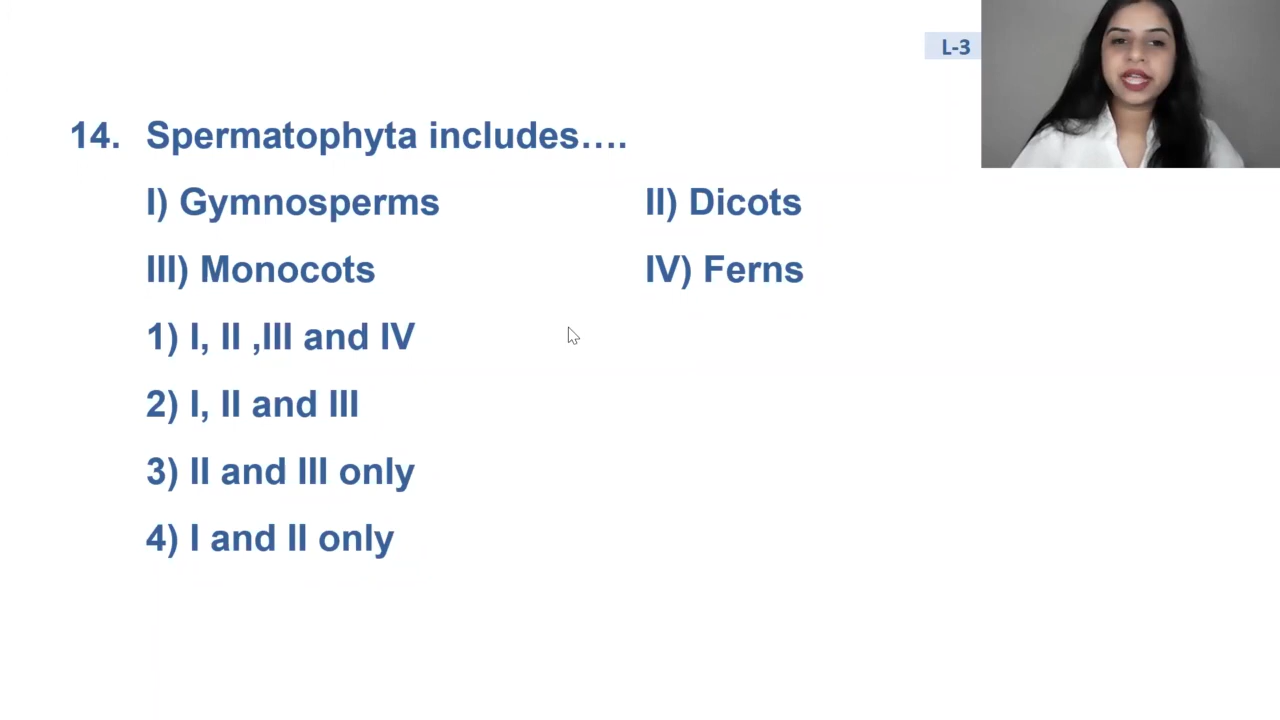 L-3
14. Spermatophyta includes....
I) Gymnosperms II) Dicots
III) Monocots IV) Ferns
1) I, II ,III and IV
2) I, II and III
3) II and III only
4) I and II only